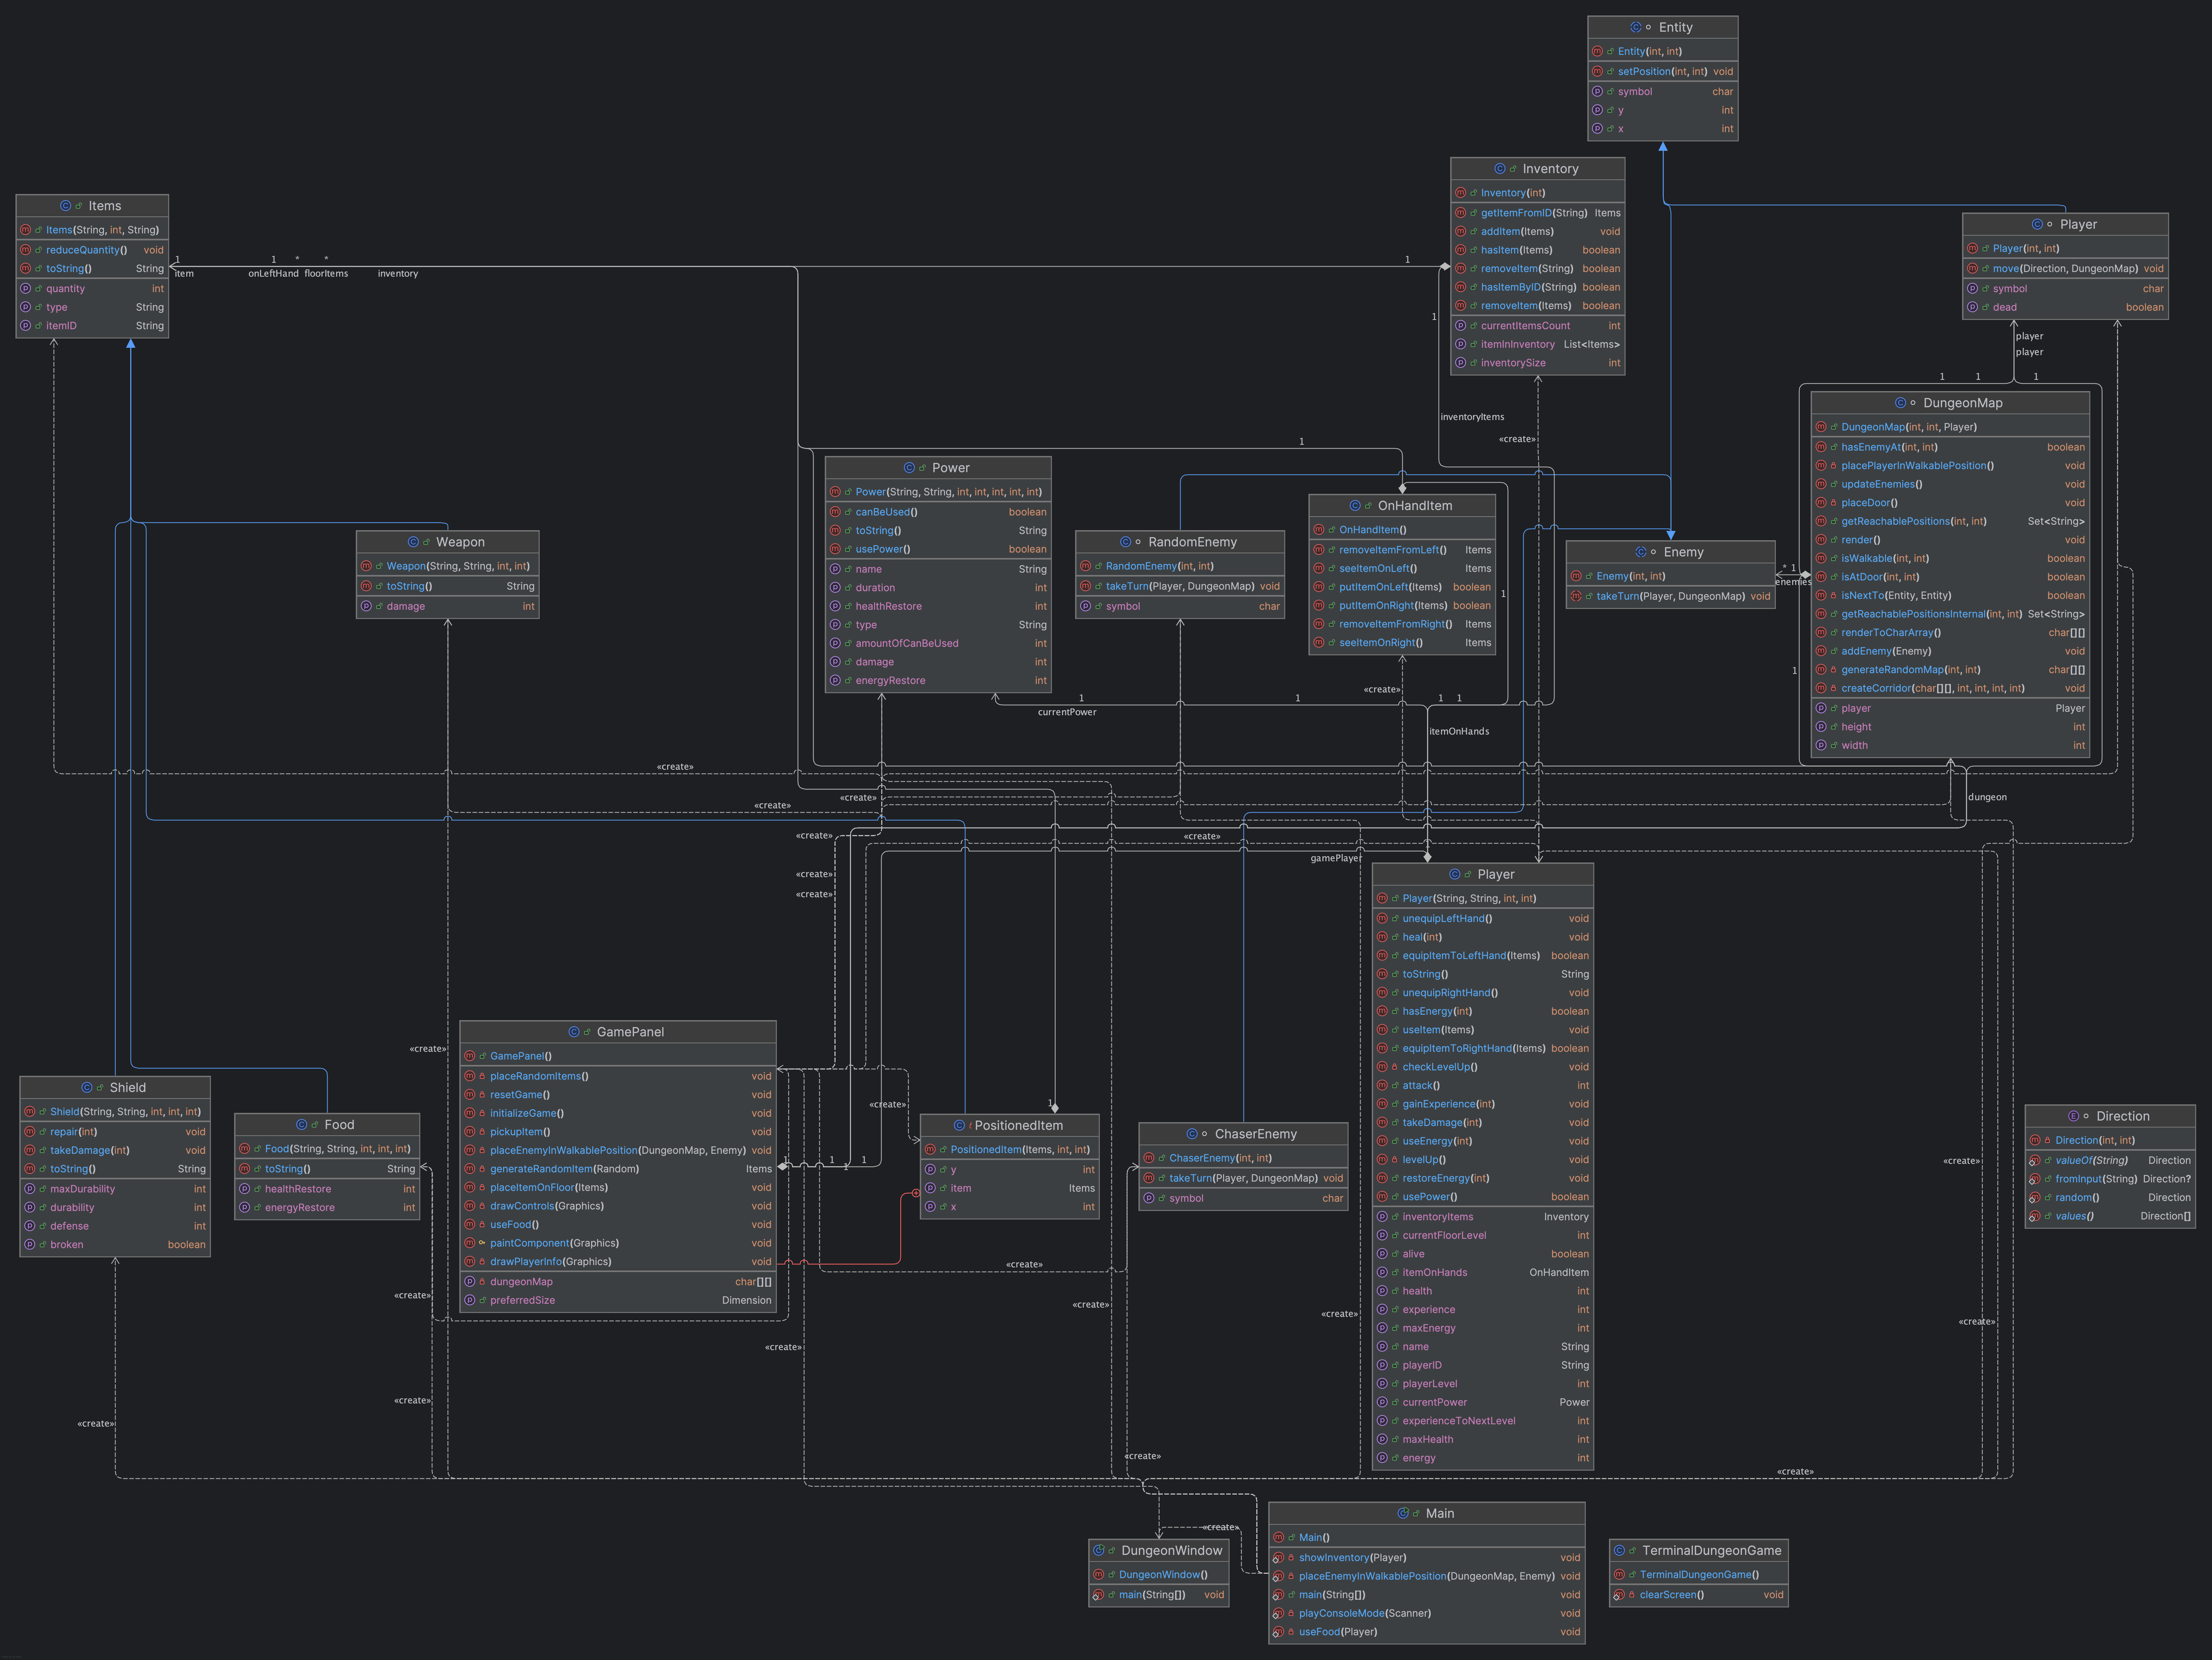 Entity
Entity(int, int)
setPosition(int, int) void
symbol char
y int
x int
Inventory
Inventory(int)
getItemFromID(String) Items
addItem(Items) void
hasItem(Items) boolean
removeItem(String) boolean
hasItemByID(String) boolean
removeItem(Items) boolean
currentItemsCount int
itemInInventory List<Items>
inventorySize int
Items
Items(String, int, String)
reduceQuantity() void
toString() String
quantity int
type String
itemID String
Player
Player(int, int)
move(Direction, DungeonMap) void
symbol char
dead boolean
1
item
1 * *
onLeftHand floorItems inventory
1
1
inventoryItems
«create»
player
player
1 1 1
DungeonMap
DungeonMap(int, int, Player)
hasEnemyAt(int, int) boolean
placePlayerInWalkablePosition() void
updateEnemies() void
placeDoor() void
getReachablePositions(int, int) Set<String>
render() void
isWalkable(int, int) boolean
isAtDoor(int, int) boolean
isNextTo(Entity, Entity) boolean
getReachablePositionsInternal(int, int) Set<String>
renderToCharArray() char[][]
addEnemy(Enemy) void
generateRandomMap(int, int) char[][]
createCorridor(char[][], int, int, int, int) void
player Player
height int
width int
1
Power
Power(String, String, int, int, int, int, int)
canBeUsed() boolean
toString() String
usePower() boolean
name String
duration int
healthRestore int
type String
amountOfCanBeUsed int
damage int
energyRestore int
OnHandItem
OnHandItem()
removeItemFromLeft() Items
seeItemOnLeft() Items
putItemOnLeft(Items) boolean
putItemOnRight(Items) boolean
removeItemFromRight() Items
seeItemOnRight() Items
Weapon
Weapon(String, String, int, int)
toString() String
damage int
RandomEnemy
RandomEnemy(int, int)
takeTurn(Player, DungeonMap) void
symbol char
Enemy
Enemy(int, int)
takeTurn(Player, DungeonMap) void
* 1
enemies
1
1
«create»
1 1 1 1
currentPower
itemOnHands
«create»
«create»
«create»
dungeon
«create»
«create»
gamePlayer
«create»
«create»
Player
Player(String, String, int, int)
unequipLeftHand() void
heal(int) void
equipItemToLeftHand(Items) boolean
toString() String
unequipRightHand() void
hasEnergy(int) boolean
useItem(Items) void
equipItemToRightHand(Items) boolean
checkLevelUp() void
attack() int
gainExperience(int) void
takeDamage(int) void
useEnergy(int) void
levelUp() void
restoreEnergy(int) void
usePower() boolean
inventoryItems Inventory
currentFloorLevel int
alive boolean
itemOnHands OnHandItem
health int
experience int
maxEnergy int
name String
playerID String
playerLevel int
currentPower Power
experienceToNextLevel int
maxHealth int
energy int
GamePanel
GamePanel()
placeRandomItems() void
resetGame() void
initializeGame() void
pickupItem() void
placeEnemyInWalkablePosition(DungeonMap, Enemy) void
generateRandomItem(Random) Items
placeItemOnFloor(Items) void
drawControls(Graphics) void
useFood() void
paintComponent(Graphics) void
drawPlayerInfo(Graphics) void
dungeonMap char[][]
preferredSize Dimension
«create»
1 1 1 1
«create»
1
Shield
Shield(String, String, int, int, int)
repair(int) void
takeDamage(int) void
toString() String
maxDurability int
durability int
defense int
broken boolean
Food
Food(String, String, int, int, int)
toString() String
healthRestore int
energyRestore int
PositionedItem
PositionedItem(Items, int, int)
y int
item Items
x int
ChaserEnemy
ChaserEnemy(int, int)
takeTurn(Player, DungeonMap) void
symbol char
Direction
Direction(int, int)
valueOf(String) Direction
fromInput(String) Direction?
random() Direction
values() Direction[]
«create»
«create»
«create»
«create»
«create»
«create»
«create»
«create»
«create»
«create»
«create»
«create»
«create»
Main
Main()
showInventory(Player) void
placeEnemyInWalkablePosition(DungeonMap, Enemy) void
main(String[]) void
playConsoleMode(Scanner) void
useFood(Player) void
DungeonWindow
DungeonWindow()
main(String[]) void
TerminalDungeonGame
TerminalDungeonGame()
clearScreen() void